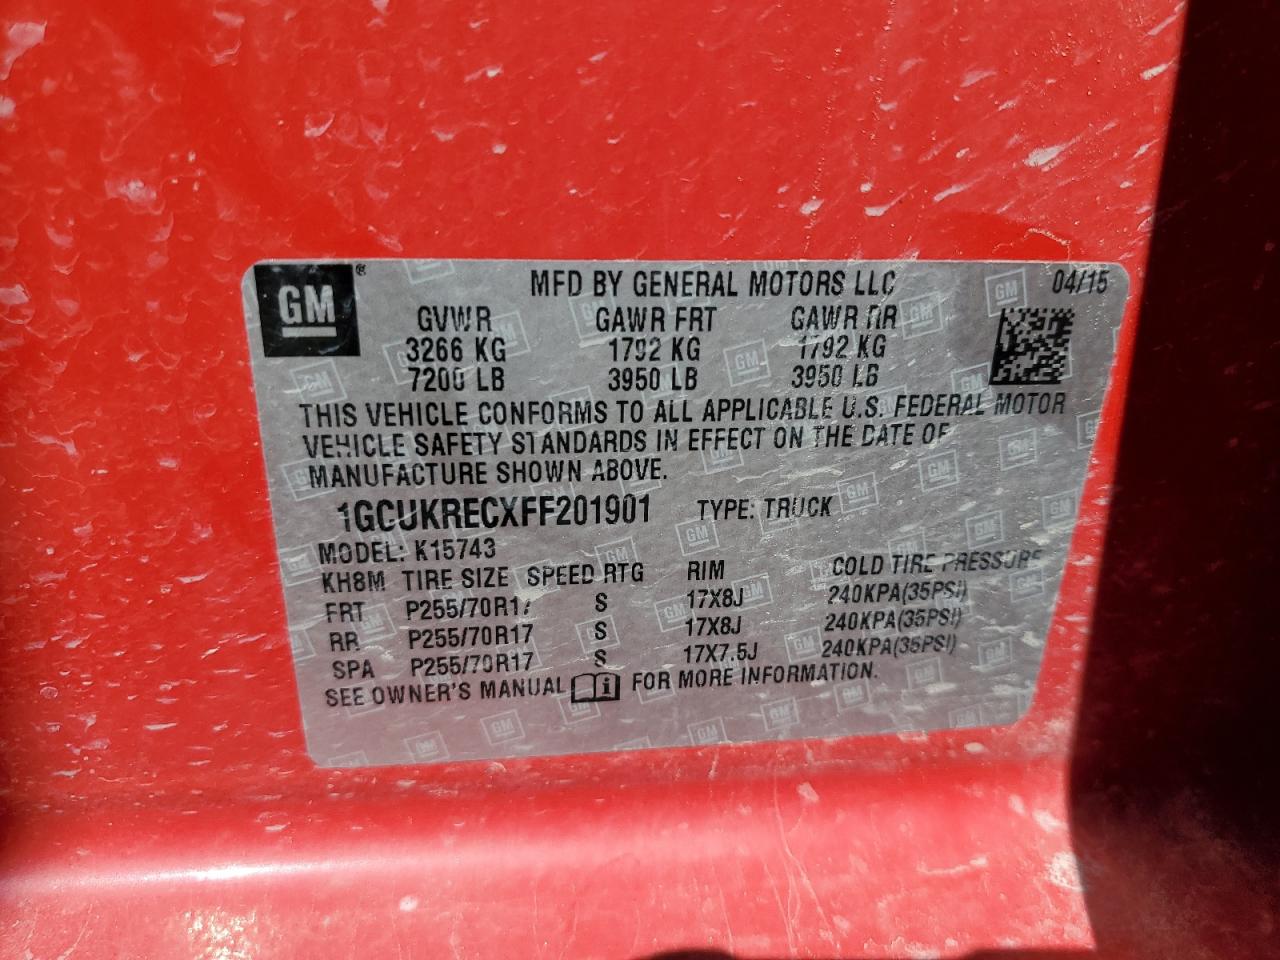 GM® MFD BY GENERAL MOTORS LLC 04/15
GVWR GAWR FRT GAWR RR
3266 KG 1792 KG 1792 KG
7200 LB 3950 LB 3950 LB
THIS VEHICLE CONFORMS TO ALL APPLICABLE U.S. FEDERAL MOTOR
VEHICLE SAFETY STANDARDS IN EFFECT ON THE DATE OF
MANUFACTURE SHOWN ABOVE.
1GCUKRECXFF201901 TYPE: TRUCK
MODEL: K15743
KH8M TIRE SIZE SPEED RTG RIM COLD TIRE PRESSURE
FRT P255/70R17 S 17X8J 240KPA(35PSI)
RR P255/70R17 S 17X8J 240KPA(35PSI)
SPA P255/70R17 S 17X7.5J 240KPA(35PSI)
SEE OWNER'S MANUAL FOR MORE INFORMATION.